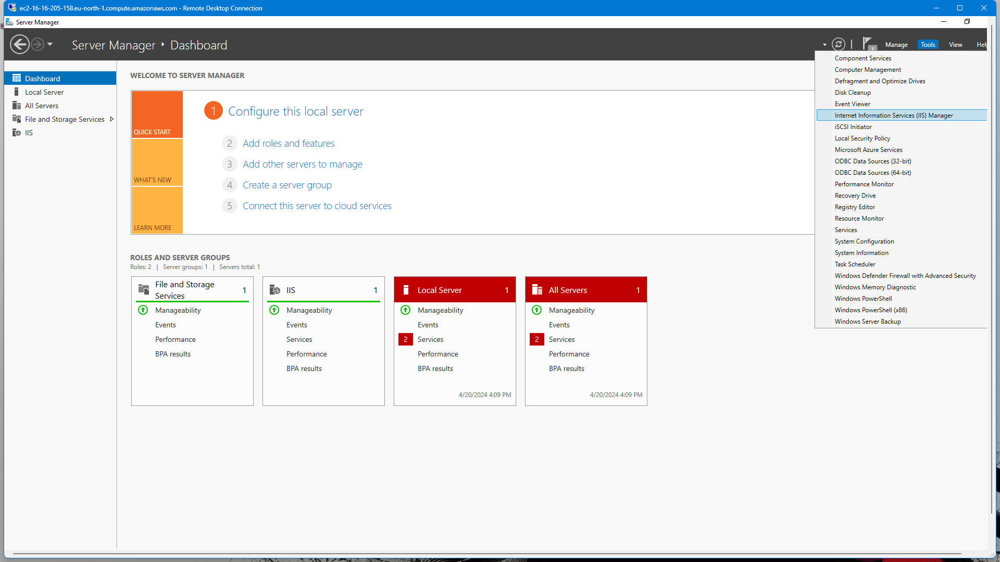 ec2-16-16-205-158.eu-north-1.compute.amazonaws.com - Remote Desktop Connection
Server Manager
Server Manager ‣ Dashboard
1
Manage
Tools
View
Dashboard
Local Server
All Servers
File and Storage Services
IIS
WELCOME TO SERVER MANAGER
QUICK START
WHAT'S NEW
LEARN MORE
1 Configure this local server
2 Add roles and features
3 Add other servers to manage
4 Create a server group
5 Connect this server to cloud services
Component Services
Computer Management
Defragment and Optimize Drives
Disk Cleanup
Event Viewer
Internet Information Services (IIS) Manager
iSCSI Initiator
Local Security Policy
Microsoft Azure Services
ODBC Data Sources (32-bit)
ODBC Data Sources (64-bit)
Performance Monitor
Recovery Drive
Registry Editor
Resource Monitor
Services
System Configuration
System Information
Task Scheduler
Windows Defender Firewall with Advanced Security
Windows Memory Diagnostic
Windows PowerShell
Windows PowerShell (x86)
Windows Server Backup
ROLES AND SERVER GROUPS
Roles: 2 | Server groups: 1 | Servers total: 1
File and Storage
Services
1
Manageability
Events
Performance
BPA results
IIS 1
Manageability
Events
Services
Performance
BPA results
Local Server 1
Manageability
Events
2 Services
Performance
BPA results
4/20/2024 4:09 PM
All Servers 1
Manageability
Events
2 Services
Performance
BPA results
4/20/2024 4:09 PM